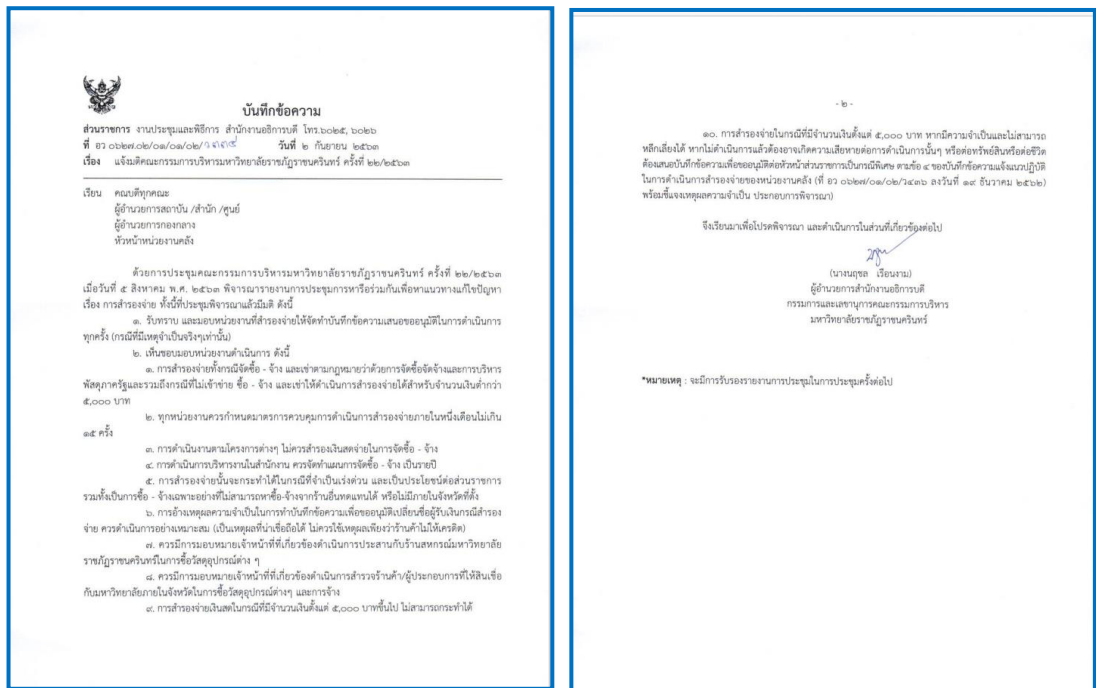 บันทึกข้อความ
ส่วนราชการ งานประชุมและพิธีการ สำนักงานอธิการบดี โทร.๖๐๒๕, ๖๐๒๖
ที่ อว ๐๖๒๗.๐๒/๐๑/๐๑/๐๒/ วันที่ ๒ กันยายน ๒๕๖๓
เรื่อง แจ้งมติคณะกรรมการบริหารมหาวิทยาลัยราชภัฏราชนครินทร์ ครั้งที่ ๒๒/๒๕๖๓
เรียน คณบดีทุกคณะ
ผู้อำนวยการสถาบัน /สำนัก /ศูนย์
ผู้อำนวยการกองกลาง
หัวหน้าหน่วยงานคลัง
ด้วยการประชุมคณะกรรมการบริหารมหาวิทยาลัยราชภัฏราชนครินทร์ ครั้งที่ ๒๒/๒๕๖๓
เมื่อวันที่ ๕ สิงหาคม พ.ศ. ๒๕๖๓ พิจารณารายงานการประชุมการหารือร่วมกันเพื่อหาแนวทางแก้ไขปัญหา
เรื่อง การสำรองจ่าย ทั้งนี้ที่ประชุมพิจารณาแล้วมีมติ ดังนี้
๑. รับทราบ และมอบหน่วยงานที่สำรองจ่ายให้จัดทำบันทึกข้อความเสนอขออนุมัติในการดำเนินการ
ทุกครั้ง (กรณีที่มีเหตุจำเป็นจริงๆเท่านั้น)
๒. เห็นชอบมอบหน่วยงานดำเนินการ ดังนี้
๑. การสำรองจ่ายทั้งกรณีจัดซื้อ - จ้าง และเช่าตามกฎหมายว่าด้วยการจัดซื้อจัดจ้างและการบริหาร
พัสดุภาครัฐและรวมถึงกรณีที่ไม่เข้าข่าย ซื้อ - จ้าง และเช่าให้ดำเนินการสำรองจ่ายได้สำหรับจำนวนเงินต่ำกว่า
๕,๐๐๐ บาท
๒. ทุกหน่วยงานควรกำหนดมาตรการควบคุมการดำเนินการสำรองจ่ายภายในหนึ่งเดือนไม่เกิน
๑๕ ครั้ง
๓. การดำเนินงานตามโครงการต่างๆ ไม่ควรสำรองเงินสดจ่ายในการจัดซื้อ - จ้าง
๔. การดำเนินการบริหารงานในสำนักงาน ควรจัดทำแผนการจัดซื้อ - จ้าง เป็นรายปี
๕. การสำรองจ่ายนั้นจะกระทำได้ในกรณีที่จำเป็นเร่งด่วน และเป็นประโยชน์ต่อส่วนราชการ
รวมทั้งเป็นการซื้อ - จ้างเฉพาะอย่างที่ไม่สามารถหาซื้อ-จ้างจากร้านอื่นทดแทนได้ หรือไม่มีภายในจังหวัดที่ตั้ง
๖. การอ้างเหตุผลความจำเป็นในการทำบันทึกข้อความเพื่อขออนุมัติเปลี่ยนชื่อผู้รับเงินกรณีสำรอง
จ่าย ควรดำเนินการอย่างเหมาะสม (เป็นเหตุผลที่น่าเชื่อถือได้ ไม่ควรใช้เหตุผลเพียงว่าร้านค้าไม่ให้เครดิต)
๗. ควรมีการมอบหมายเจ้าหน้าที่ที่เกี่ยวข้องดำเนินการประสานกับร้านสหกรณ์มหาวิทยาลัย
ราชภัฏราชนครินทร์ในการซื้อวัสดุอุปกรณ์ต่าง ๆ
๘. ควรมีการมอบหมายเจ้าหน้าที่ที่เกี่ยวข้องดำเนินการสำรวจร้านค้า/ผู้ประกอบการที่ให้สินเชื่อ
กับมหาวิทยาลัยภายในจังหวัดในการซื้อวัสดุอุปกรณ์ต่างๆ และการจ้าง
๙. การสำรองจ่ายเงินสดในกรณีที่มีจำนวนเงินตั้งแต่ ๕,๐๐๐ บาทขึ้นไป ไม่สามารถกระทำได้
- ๒ -
๑๐. การสำรองจ่ายในกรณีที่มีจำนวนเงินตั้งแต่ ๕,๐๐๐ บาท หากมีความจำเป็นและไม่สามารถ
หลีกเลี่ยงได้ หากไม่ดำเนินการแล้วต้องอาจเกิดความเสียหายต่อการดำเนินการนั้นๆ หรือต่อทรัพย์สินหรือต่อชีวิต
ต้องเสนอบันทึกข้อความเพื่อขออนุมัติต่อหัวหน้าส่วนราชการเป็นกรณีพิเศษ ตามข้อ ๔ ของบันทึกข้อความแจ้งแนวปฏิบัติ
ในการดำเนินการสำรองจ่ายของหน่วยงานคลัง (ที่ อว ๐๖๒๗/๐๑/๐๒/ว๔๓๖ ลงวันที่ ๑๙ ธันวาคม ๒๕๖๒)
พร้อมชี้แจงเหตุผลความจำเป็น ประกอบการพิจารณา)
จึงเรียนมาเพื่อโปรดพิจารณา และดำเนินการในส่วนที่เกี่ยวข้องต่อไป
(นางนฤชล เรือนงาม)
ผู้อำนวยการสำนักงานอธิการบดี
กรรมการและเลขานุการคณะกรรมการบริหาร
มหาวิทยาลัยราชภัฏราชนครินทร์
*หมายเหตุ : จะมีการรับรองรายงานการประชุมในการประชุมครั้งต่อไป